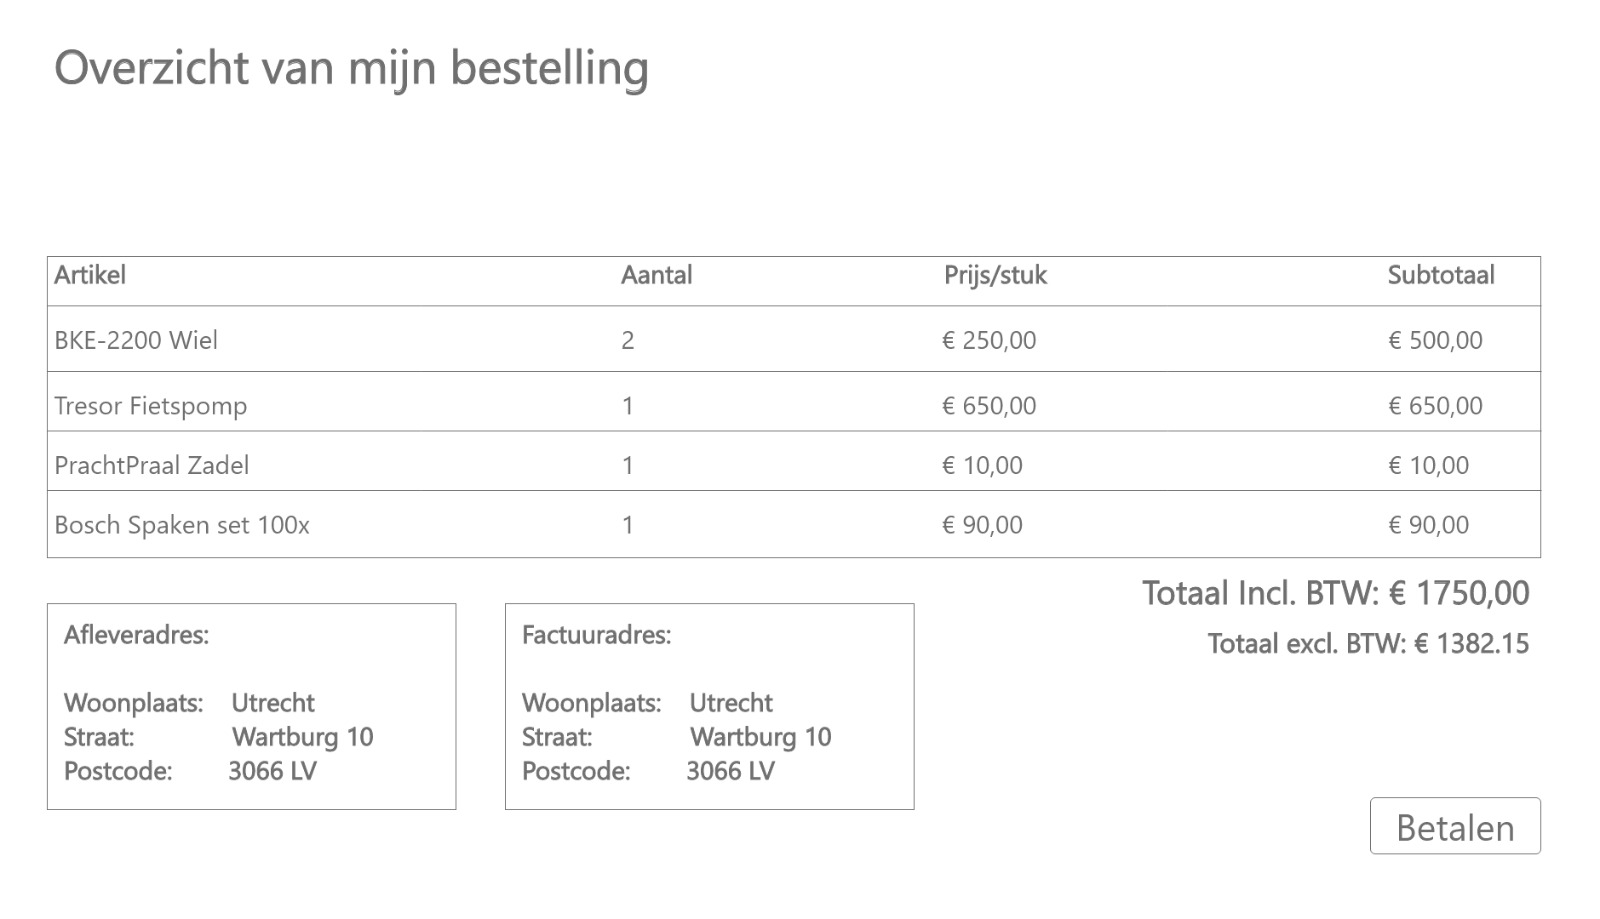 Overzicht van mijn bestelling
Artikel Aantal Prijs/stuk Subtotaal
BKE-2200 Wiel 2 € 250,00 € 500,00
Tresor Fietspomp 1 € 650,00 € 650,00
PrachtPraal Zadel 1 € 10,00 € 10,00
Bosch Spaken set 100x 1 € 90,00 € 90,00
Totaal Incl. BTW: € 1750,00
Totaal excl. BTW: € 1382.15
Afleveradres:
Woonplaats: Utrecht
Straat: Wartburg 10
Postcode: 3066 LV
Factuuradres:
Woonplaats: Utrecht
Straat: Wartburg 10
Postcode: 3066 LV
Betalen